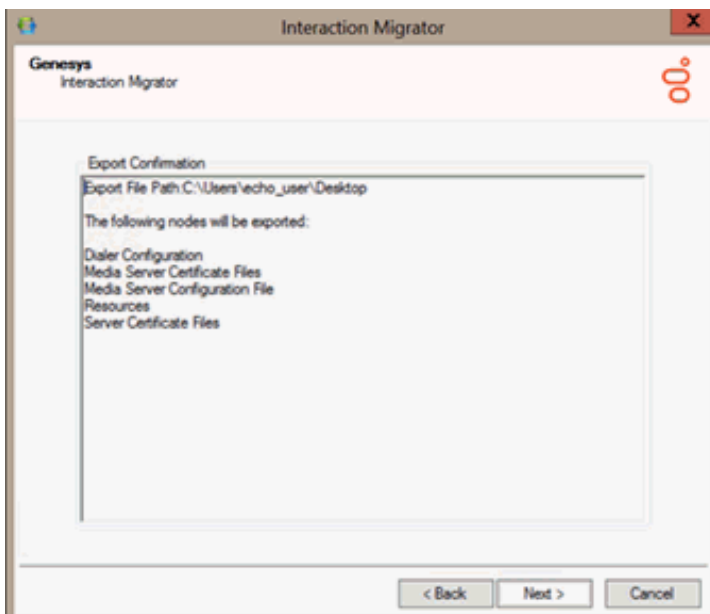 Interaction Migrator
Genesys
Interaction Migrator
Export Confirmation
Export File Path:C:\Users\echo_user\Desktop
The following nodes will be exported:
Dialer Configuration
Media Server Certificate Files
Media Server Configuration File
Resources
Server Certificate Files
< Back
Next >
Cancel